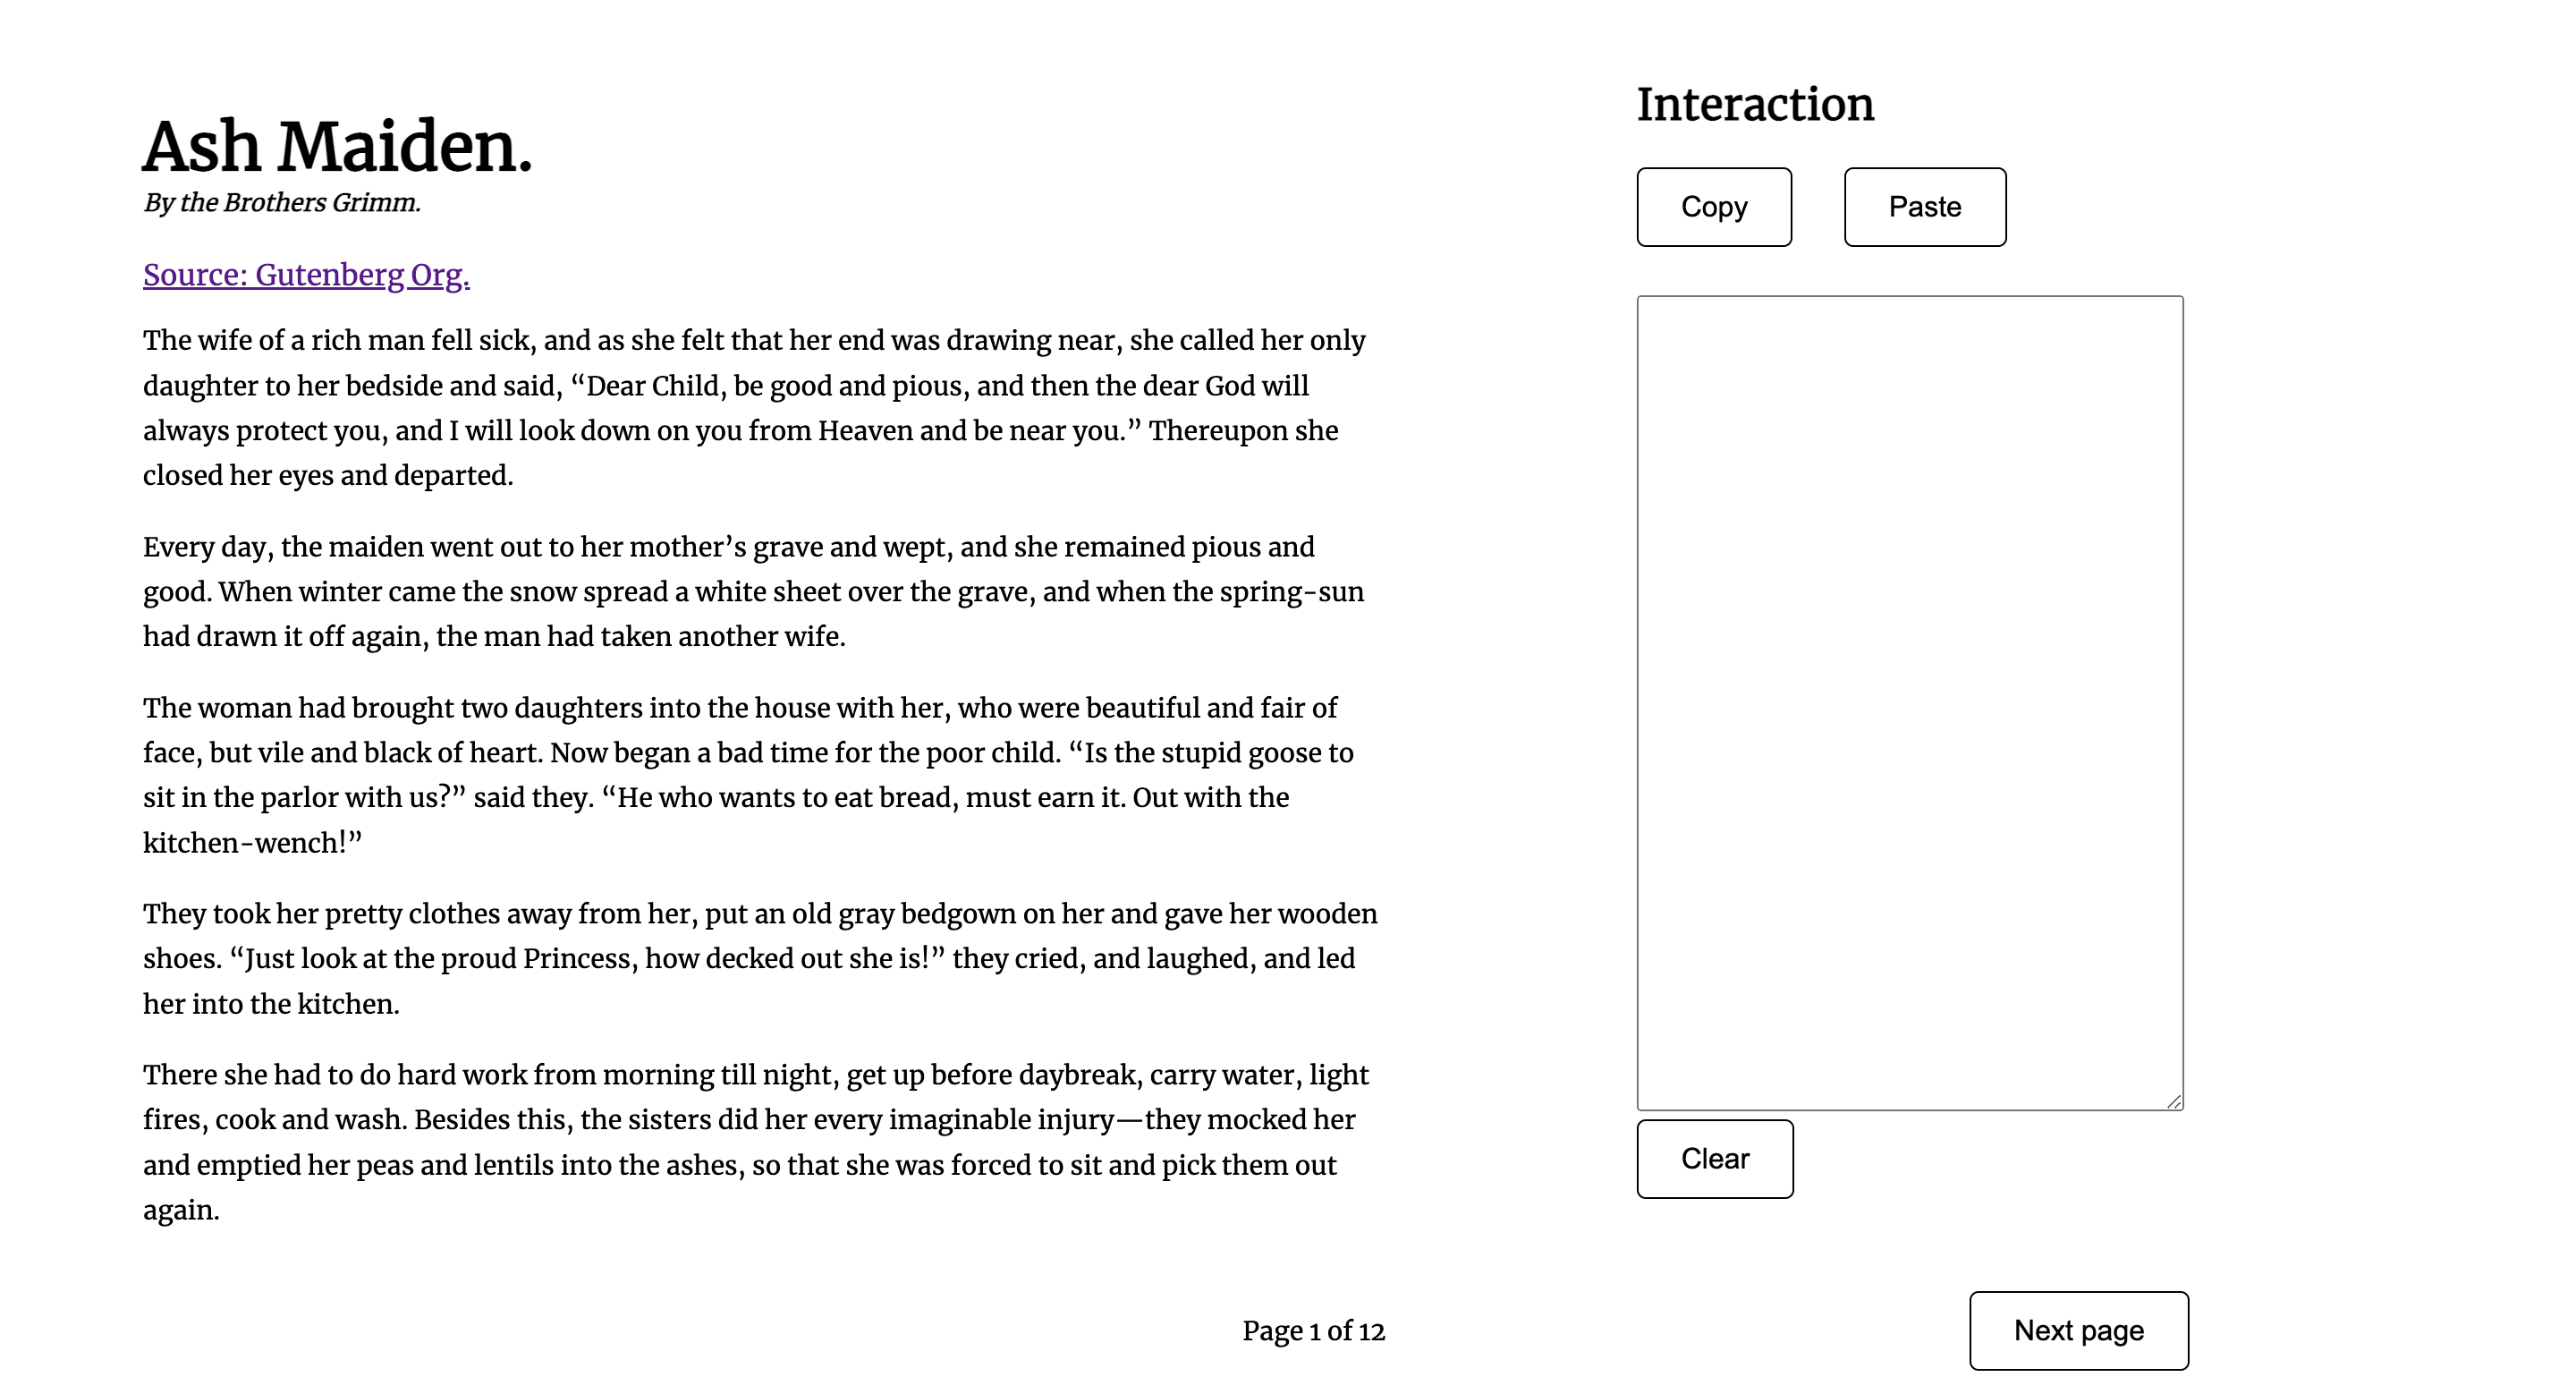 Ash Maiden.
By the Brothers Grimm.
Source: Gutenberg Org.
The wife of a rich man fell sick, and as she felt that her end was drawing near, she called her only
daughter to her bedside and said, “Dear Child, be good and pious, and then the dear God will
always protect you, and I will look down on you from Heaven and be near you.” Thereupon she
closed her eyes and departed.
Every day, the maiden went out to her mother’s grave and wept, and she remained pious and
good. When winter came the snow spread a white sheet over the grave, and when the spring-sun
had drawn it off again, the man had taken another wife.
The woman had brought two daughters into the house with her, who were beautiful and fair of
face, but vile and black of heart. Now began a bad time for the poor child. “Is the stupid goose to
sit in the parlor with us?” said they. “He who wants to eat bread, must earn it. Out with the
kitchen-wench!”
They took her pretty clothes away from her, put an old gray bedgown on her and gave her wooden
shoes. “Just look at the proud Princess, how decked out she is!” they cried, and laughed, and led
her into the kitchen.
There she had to do hard work from morning till night, get up before daybreak, carry water, light
fires, cook and wash. Besides this, the sisters did her every imaginable injury—they mocked her
and emptied her peas and lentils into the ashes, so that she was forced to sit and pick them out
again.
Page 1 of 12
Interaction
Copy
Paste
Clear
Next page